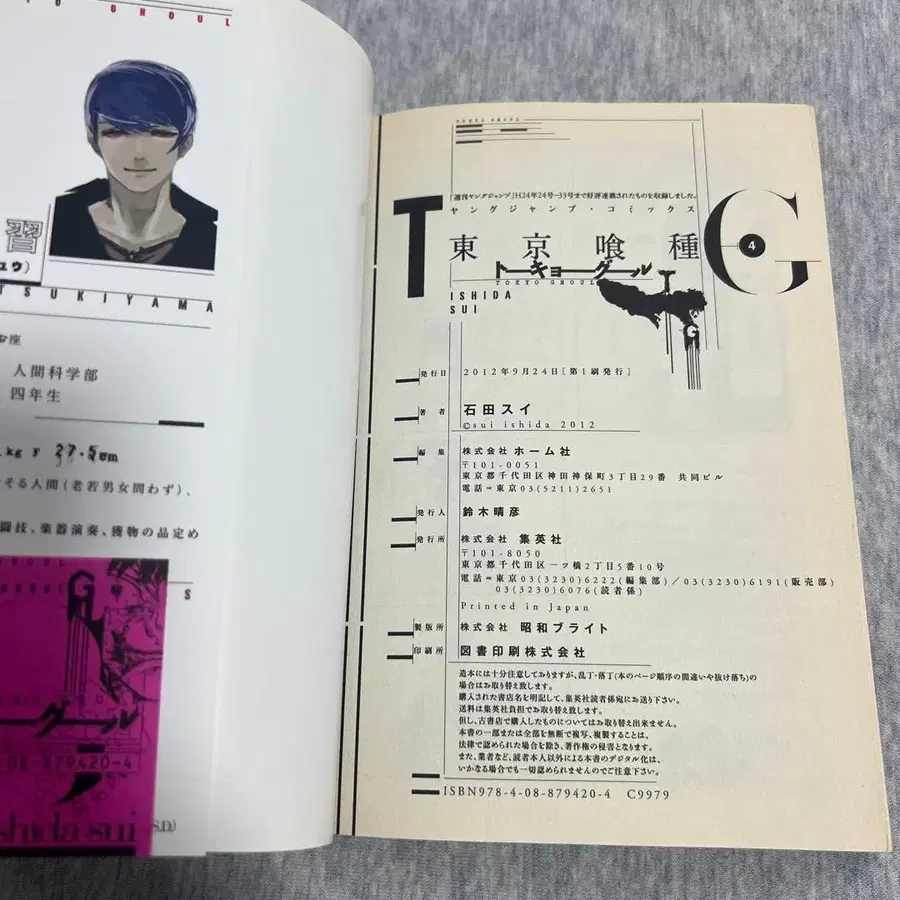 GHOUL
習
TSUKIYAMA
人間科学部
四年生
27.5cm
そる人間(老若男女問わず)、
闘技、楽器演奏、獲物の品定め
グール
08-879420-4
shida sui (S.D.)
TOKYO GHOUL
「週刊ヤングジャンプ」H24年24号~33号まで好評連載されたものを収録しました。
ヤングジャンプ・コミックス
TG
4
東京喰種
トーキョーグール
TOKYO GHOUL
ISHIDA
SUI
発行日 2012年9月24日[第1刷発行]
著者 石田スイ
©sui ishida 2012
編集 株式会社 ホーム社
〒101-0051
東京都千代田区神田神保町3丁目29番 共同ビル
電話=東京03(5211)2651
発行人 鈴木晴彦
発行所 株式会社 集英社
〒101-8050
東京都千代田区一ツ橋2丁目5番10号
電話=東京03(3230)6222(編集部)/03(3230)6191(販売部)
03(3230)6076(読者係)
Printed in Japan
製版所 株式会社 昭和ブライト
印刷所 図書印刷株式会社
造本には十分注意しておりますが、乱丁・落丁(本のページ順序の間違いや抜け落ち)の
場合はお取り替え致します。
購入された書店名を明記して、集英社読者係宛にお送り下さい。
送料は集英社負担でお取り替え致します。
但し、古書店で購入したものについてはお取り替え出来ません。
本書の一部または全部を無断で複写、複製することは、
法律で認められた場合を除き、著作権の侵害となります。
また、業者など、読者本人以外による本書のデジタル化は、
いかなる場合でも一切認められませんのでご注意下さい。
ISBN978-4-08-879420-4 C9979